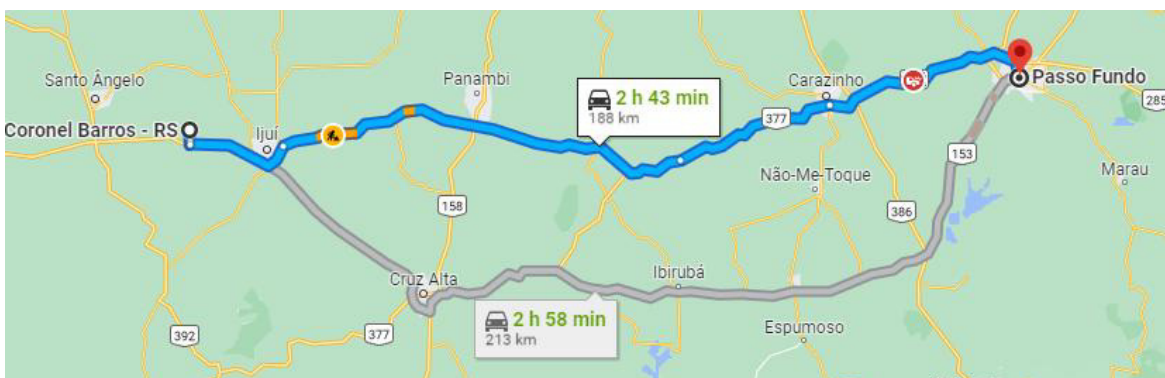 Santo Ângelo
Panambi
2 h 43 min
188 km
Carazinho
Passo Fundo
285
Coronel Barros - RS
Ijuí
377
158
Não-Me-Toque
153
Marau
386
Cruz Alta
Ibirubá
2 h 58 min
213 km
392
377
Espumoso